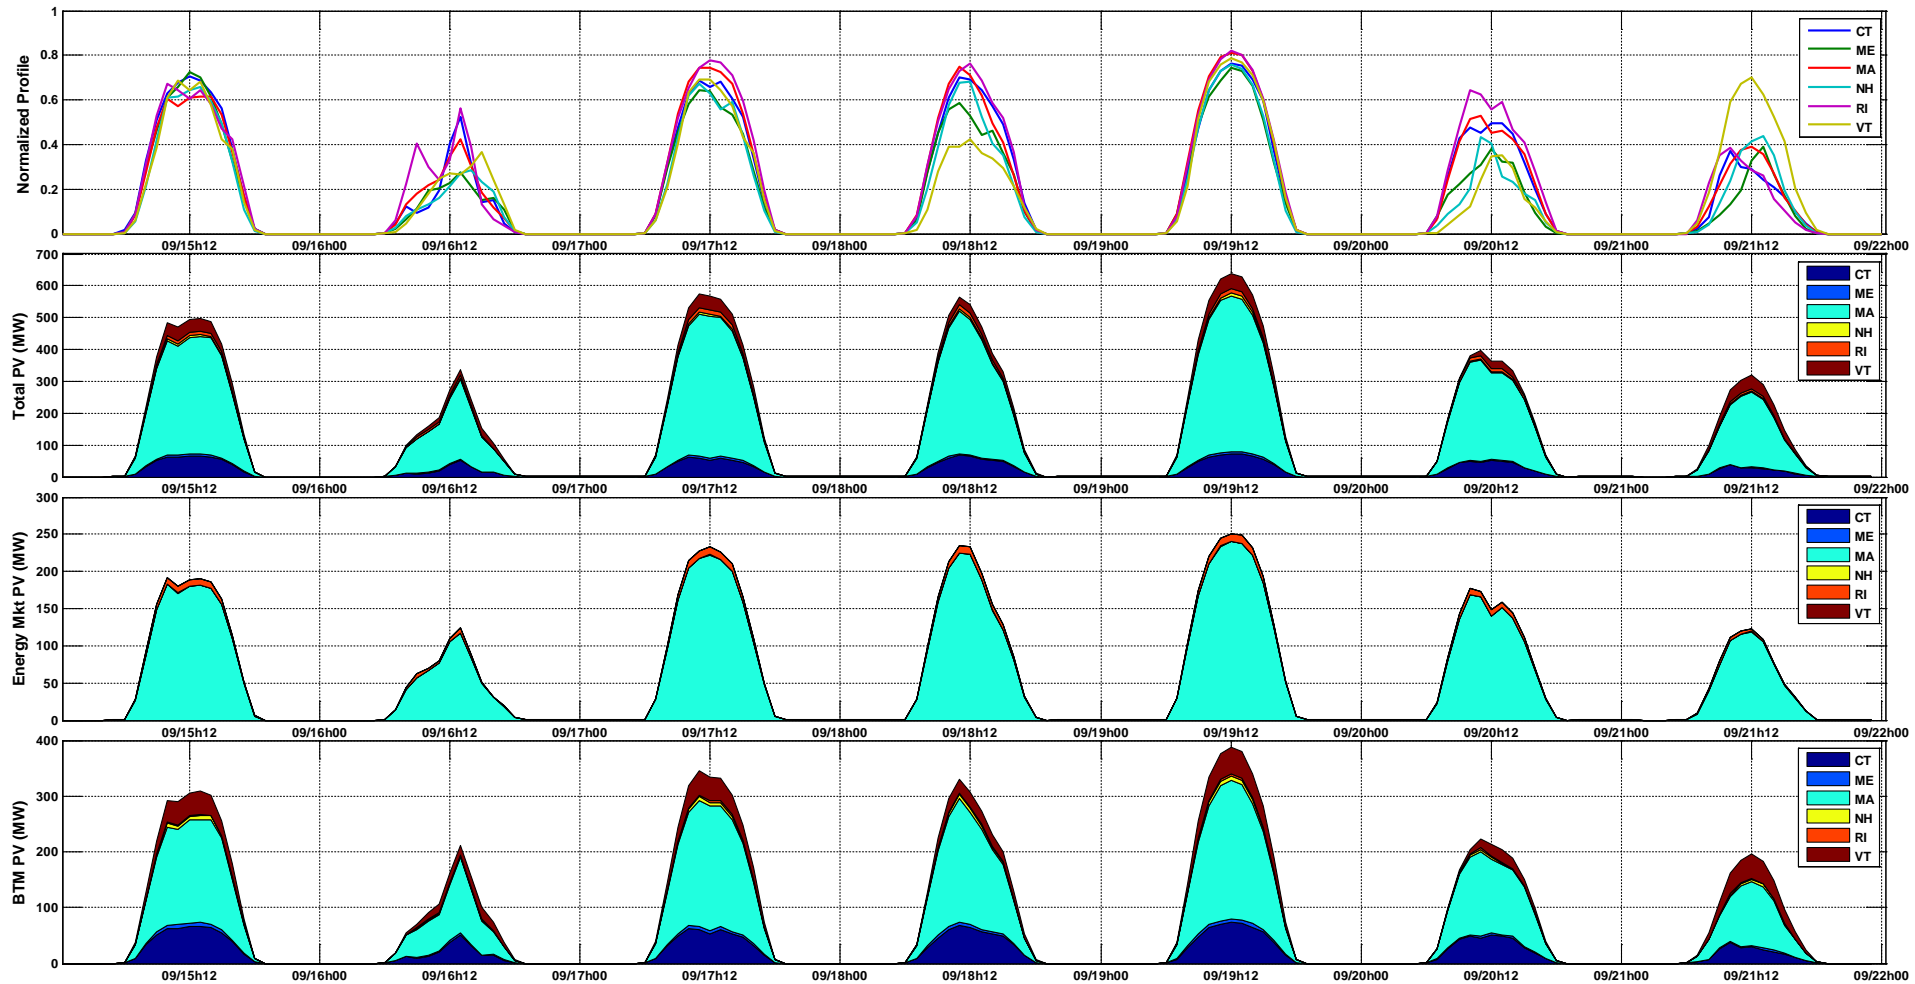 Normalized Profile
1
0.8
0.6
0.4
0.2
0
CT
ME
MA
NH
RI
VT
09/15h12 09/16h00 09/16h12 09/17h00 09/17h12 09/18h00 09/18h12 09/19h00 09/19h12 09/20h00 09/20h12 09/21h00 09/21h12 09/22h00
Total PV (MW)
700
600
500
400
300
200
100
0
CT
ME
MA
NH
RI
VT
09/15h12 09/16h00 09/16h12 09/17h00 09/17h12 09/18h00 09/18h12 09/19h00 09/19h12 09/20h00 09/20h12 09/21h00 09/21h12 09/22h00
Energy Mkt PV (MW)
300
250
200
150
100
50
0
CT
ME
MA
NH
RI
VT
09/15h12 09/16h00 09/16h12 09/17h00 09/17h12 09/18h00 09/18h12 09/19h00 09/19h12 09/20h00 09/20h12 09/21h00 09/21h12 09/22h00
BTM PV (MW)
400
300
200
100
0
CT
ME
MA
NH
RI
VT
09/15h12 09/16h00 09/16h12 09/17h00 09/17h12 09/18h00 09/18h12 09/19h00 09/19h12 09/20h00 09/20h12 09/21h00 09/21h12 09/22h00